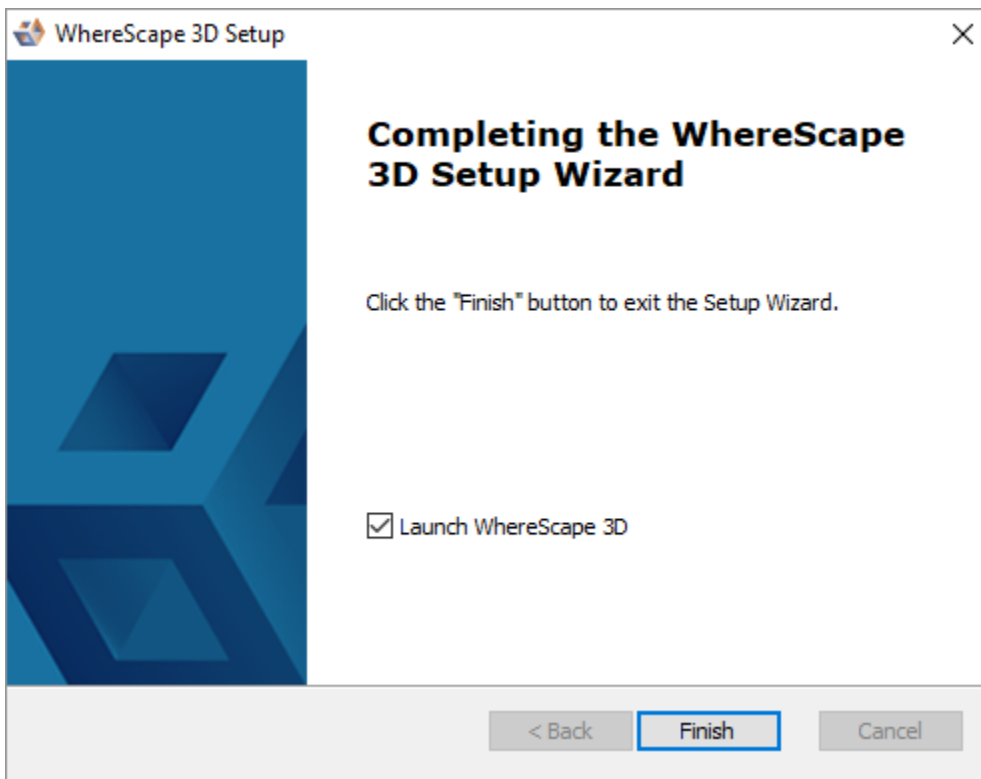 WhereScape 3D Setup
Completing the WhereScape
3D Setup Wizard
Click the "Finish" button to exit the Setup Wizard.
Launch WhereScape 3D
< Back
Finish
Cancel